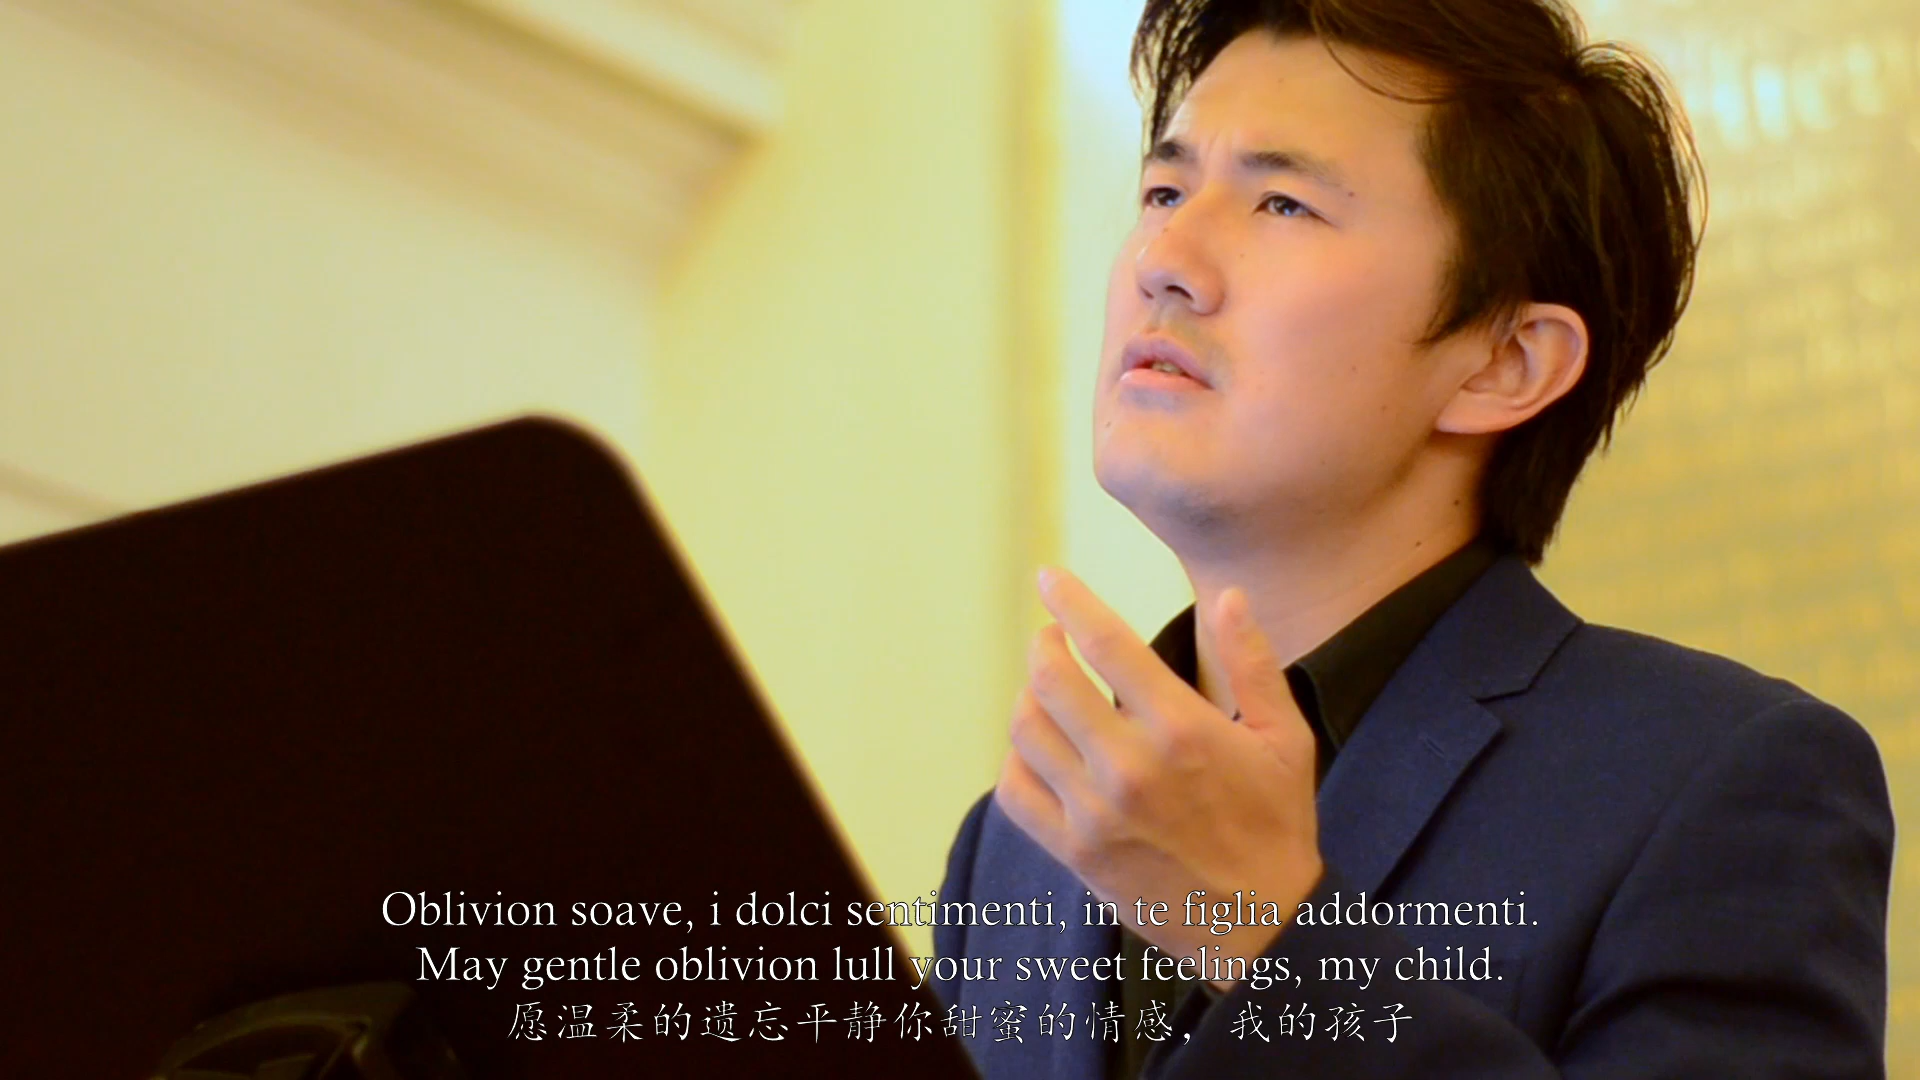 Oblivion soave, i dolci sentimenti, in te figlia addormenti.
May gentle oblivion lull your sweet feelings, my child.
愿温柔的遗忘平静你甜蜜的情感，我的孩子